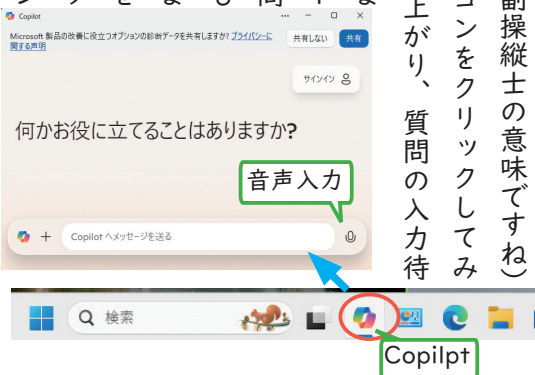 副操縦士の意味ですね)
ンをクリックしてみ
上がり、質問の入力待
Copilot
Microsoft 製品の改善に役立つオプションの診断データを共有しますか? プライバシーに
関する声明
共有しない
共有
サインイン
何かお役に立てることはありますか?
音声入力
Copilot へメッセージを送る
検索
Copilpt